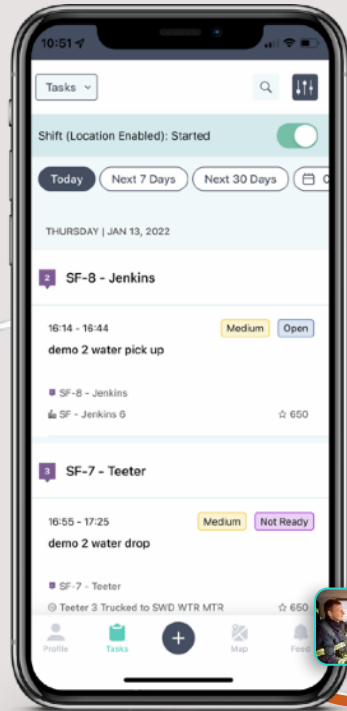 10:51
Tasks
Shift (Location Enabled): Started
Today Next 7 Days Next 30 Days
THURSDAY | JAN 13, 2022
2 SF-8 - Jenkins
16:14 - 16:44 Medium Open
demo 2 water pick up
SF-8 - Jenkins
SF - Jenkins 6 650
3 SF-7 - Teeter
16:55 - 17:25 Medium Not Ready
demo 2 water drop
SF-7 - Teeter
Teeter 3 Trucked to SWD WTR MTR 650
Profile Tasks Map Feed